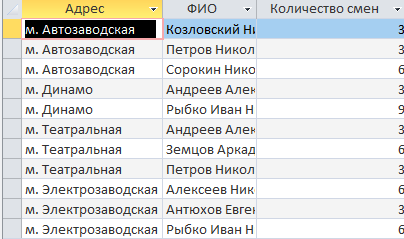 Адрес ФИО Количество смен
м. Автозаводская Козловский Ни 3
м. Автозаводская Петров Никол 3
м. Автозаводская Сорокин Нико 6
м. Динамо Андреев Алек 3
м. Динамо Рыбко Иван Н 9
м. Театральная Андреев Алек 3
м. Театральная Земцов Аркад 6
м. Театральная Петров Никол 3
м. Электрозаводская Алексеев Ник 6
м. Электрозаводская Антюхов Евге 3
м. Электрозаводская Рыбко Иван Н 6